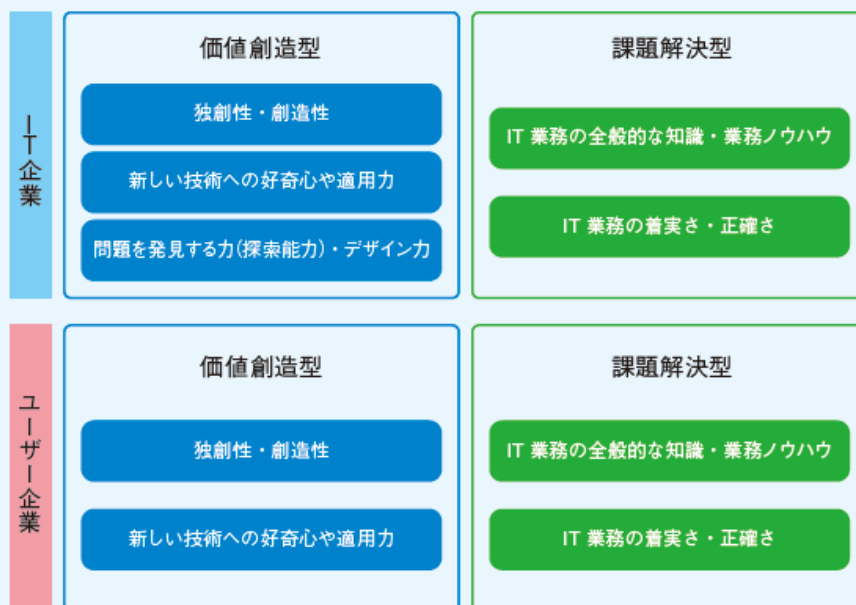 IT企業
価値創造型
独創性・創造性
新しい技術への好奇心や適用力
問題を発見する力(探索能力)・デザイン力
課題解決型
IT 業務の全般的な知識・業務ノウハウ
IT 業務の着実さ・正確さ
ユーザー企業
価値創造型
独創性・創造性
新しい技術への好奇心や適用力
課題解決型
IT 業務の全般的な知識・業務ノウハウ
IT 業務の着実さ・正確さ